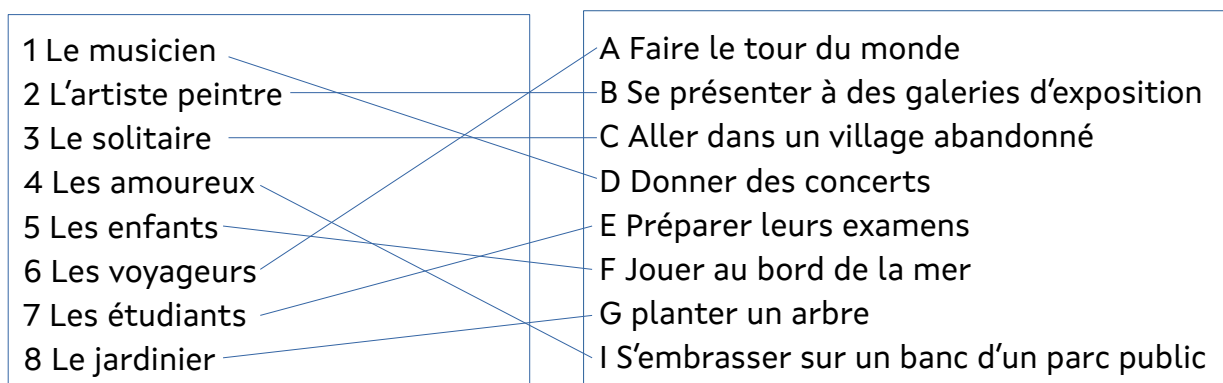 1 Le musicien
2 L’artiste peintre
3 Le solitaire
4 Les amoureux
5 Les enfants
6 Les voyageurs
7 Les étudiants
8 Le jardinier
A Faire le tour du monde
B Se présenter à des galeries d’exposition
C Aller dans un village abandonné
D Donner des concerts
E Préparer leurs examens
F Jouer au bord de la mer
G planter un arbre
I S’embrasser sur un banc d’un parc public